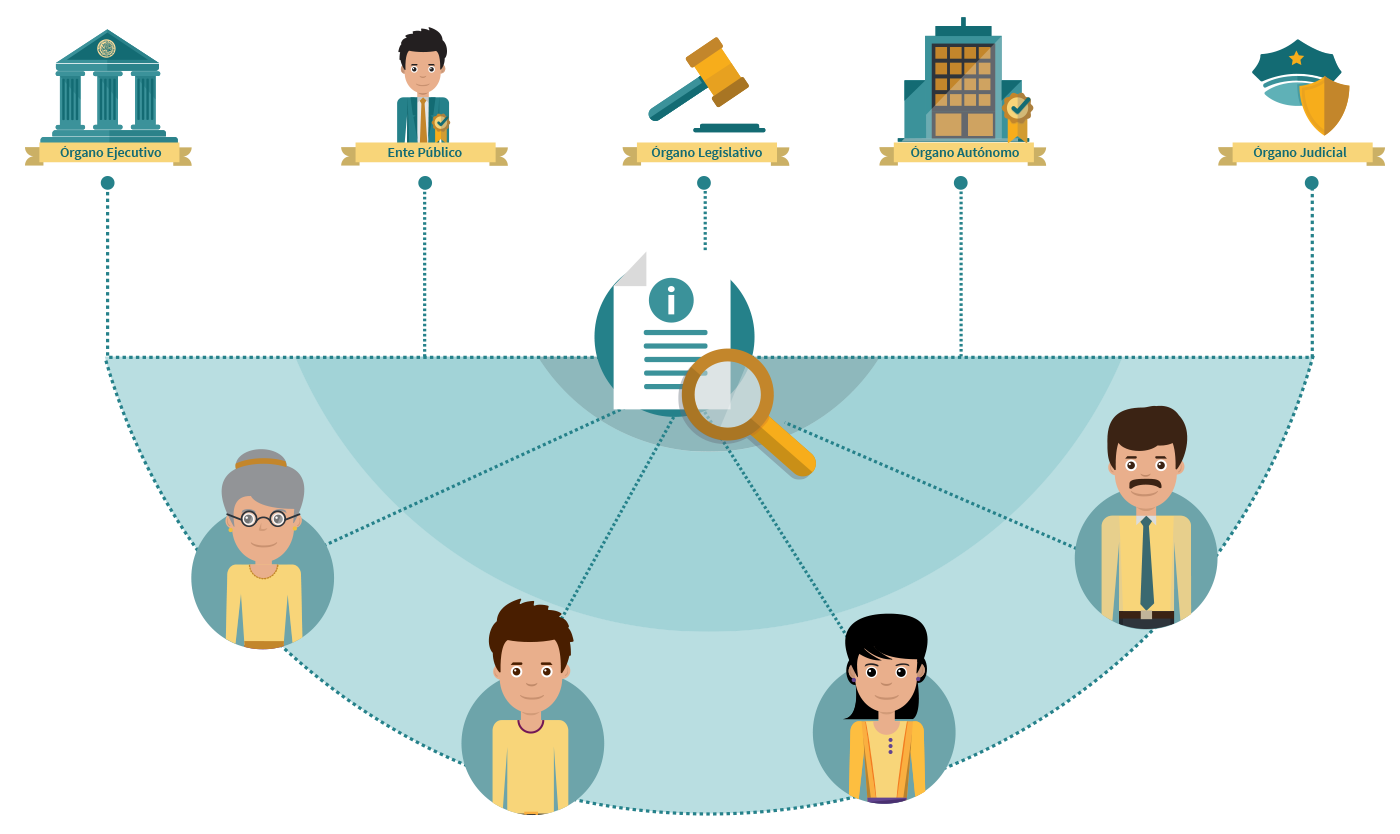 Órgano Ejecutivo
Ente Público
Órgano Legislativo
Órgano Autónomo
Órgano Judicial
i